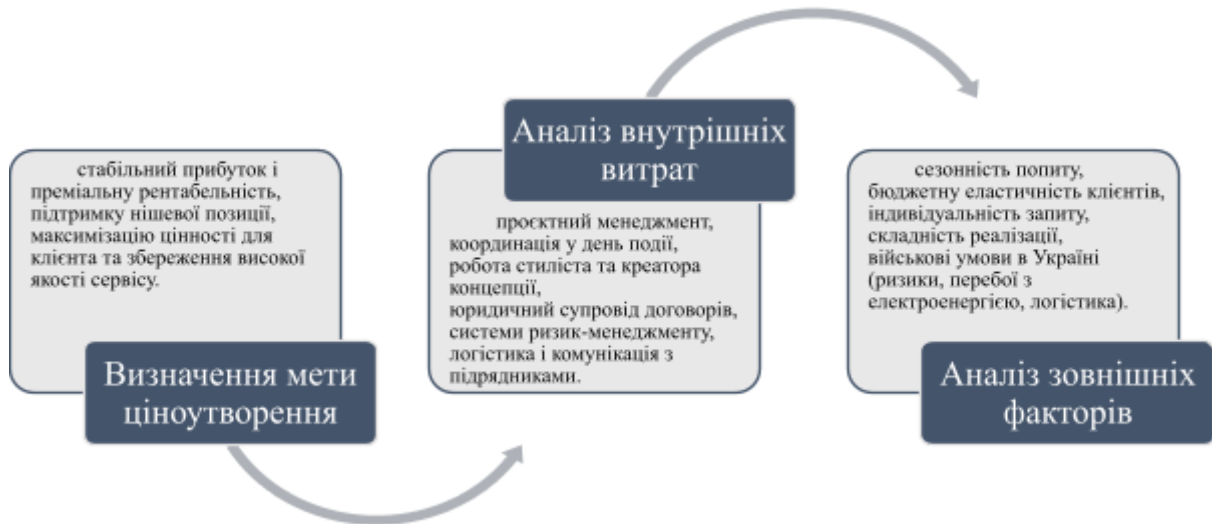 стабільний прибуток і
преміальну рентабельність,
підтримку нішевої позиції,
максимізацію цінності для
клієнта та збереження високої
якості сервісу.
Визначення мети
ціноутворення
Аналіз внутрішніх
витрат
проєктний менеджмент,
координація у день події,
робота стиліста та креатора
концепції,
юридичний супровід договорів,
системи ризик-менеджменту,
логістика і комунікація з
підрядниками.
сезонність попиту,
бюджетну еластичність клієнтів,
індивідуальність запиту,
складність реалізації,
військові умови в Україні
(ризики, перебої з
електроенергією, логістика).
Аналіз зовнішніх
факторів